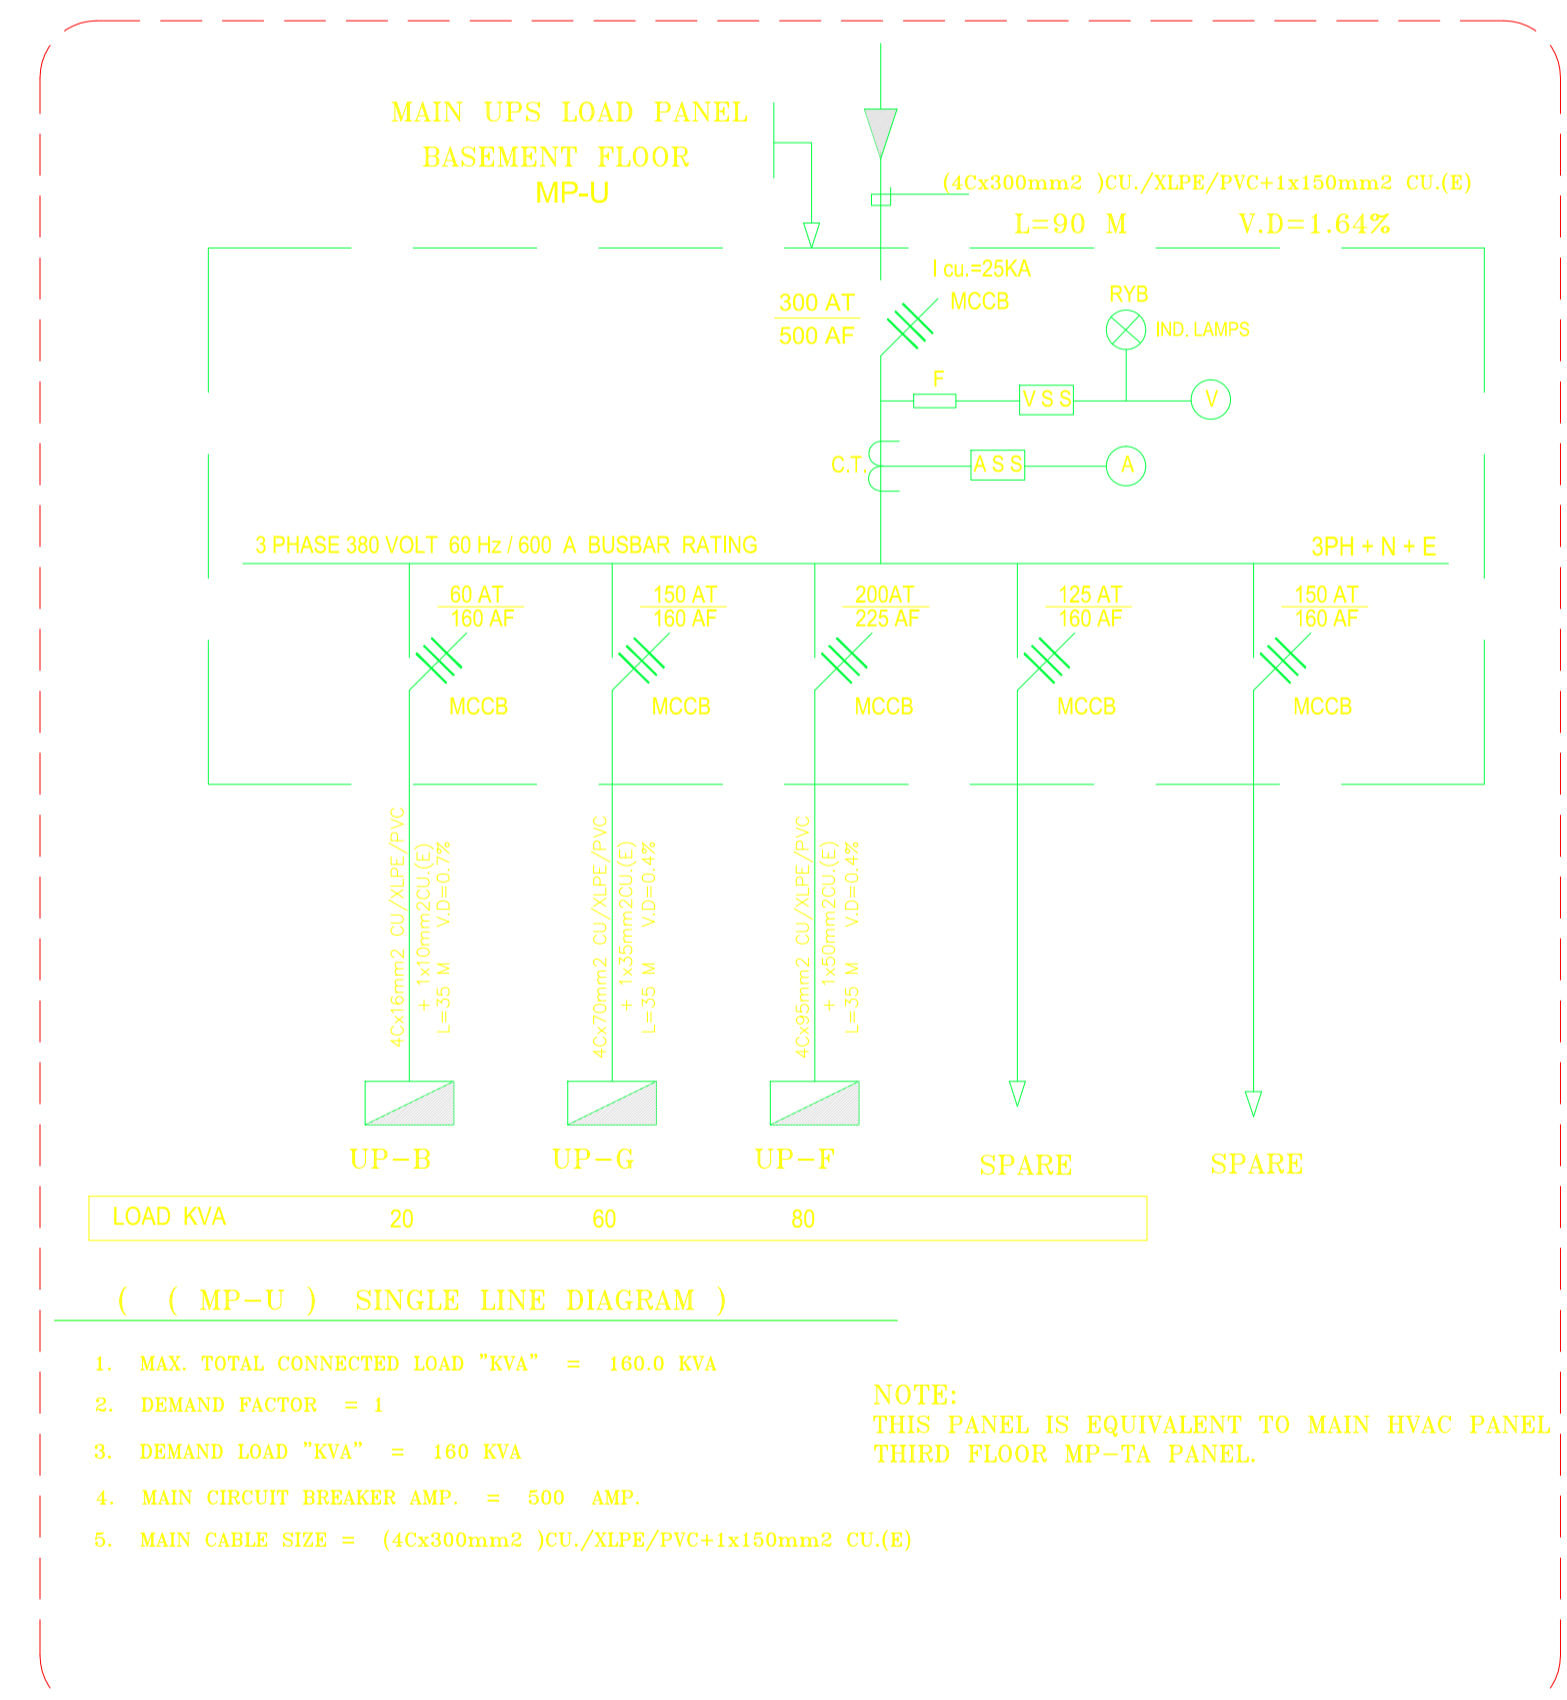 MAIN UPS LOAD PANEL
BASEMENT FLOOR
MP-U
(4Cx300mm2 )CU./XLPE/PVC+1x150mm2 CU.(E)
L=90 M V.D=1.64%
I cu.=25KA
300 AT
500 AF
MCCB
RYB
IND. LAMPS
F
V S S
V
C.T.
A S S
A
3 PHASE 380 VOLT 60 Hz / 600 A BUSBAR RATING
3PH + N + E
60 AT
160 AF
MCCB
150 AT
160 AF
MCCB
200AT
225 AF
MCCB
125 AT
160 AF
MCCB
150 AT
160 AF
MCCB
4Cx16mm2 CU/XLPE/PVC
+ 1x10mm2CU.(E)
L=35 M V.D=0.7%
4Cx70mm2 CU/XLPE/PVC
+ 1x35mm2CU.(E)
L=35 M V.D=0.4%
4Cx95mm2 CU/XLPE/PVC
+ 1x50mm2CU.(E)
L=35 M V.D=0.4%
UP-B
UP-G
UP-F
SPARE
SPARE
LOAD KVA 20 60 80
( ( MP-U ) SINGLE LINE DIAGRAM )
1. MAX. TOTAL CONNECTED LOAD "KVA" = 160.0 KVA
2. DEMAND FACTOR = 1
3. DEMAND LOAD "KVA" = 160 KVA
4. MAIN CIRCUIT BREAKER AMP. = 500 AMP.
5. MAIN CABLE SIZE = (4Cx300mm2 )CU./XLPE/PVC+1x150mm2 CU.(E)
NOTE:
THIS PANEL IS EQUIVALENT TO MAIN HVAC PANEL
THIRD FLOOR MP-TA PANEL.